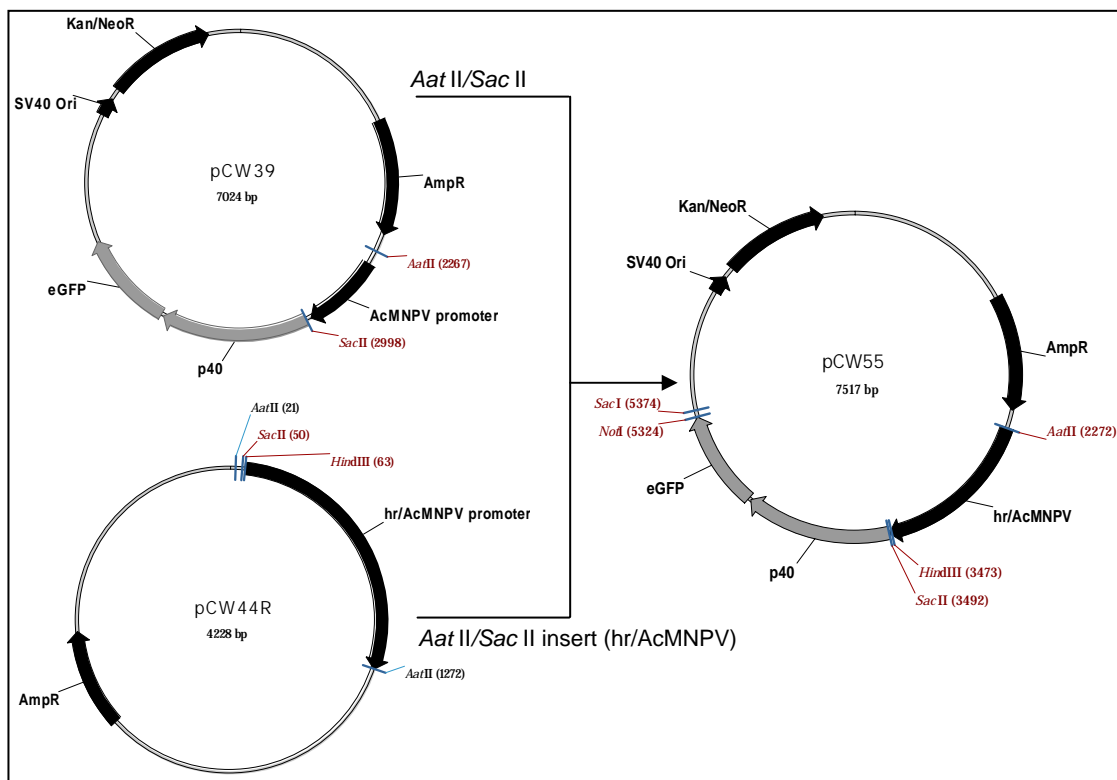 Kan/NeoR
SV40 Ori
pCW39
7024 bp
AmpR
AatII (2267)
AcMNPV promoter
SacII (2998)
p40
eGFP
Aat II/Sac II
AatII (21)
SacII (50)
HindIII (63)
hr/AcMNPV promoter
pCW44R
4228 bp
AatII (1272)
AmpR
Aat II/Sac II insert (hr/AcMNPV)
Kan/NeoR
SV40 Ori
pCW55
7517 bp
AmpR
AatII (2272)
hr/AcMNPV
HindIII (3473)
SacII (3492)
p40
eGFP
NotI (5324)
SacI (5374)